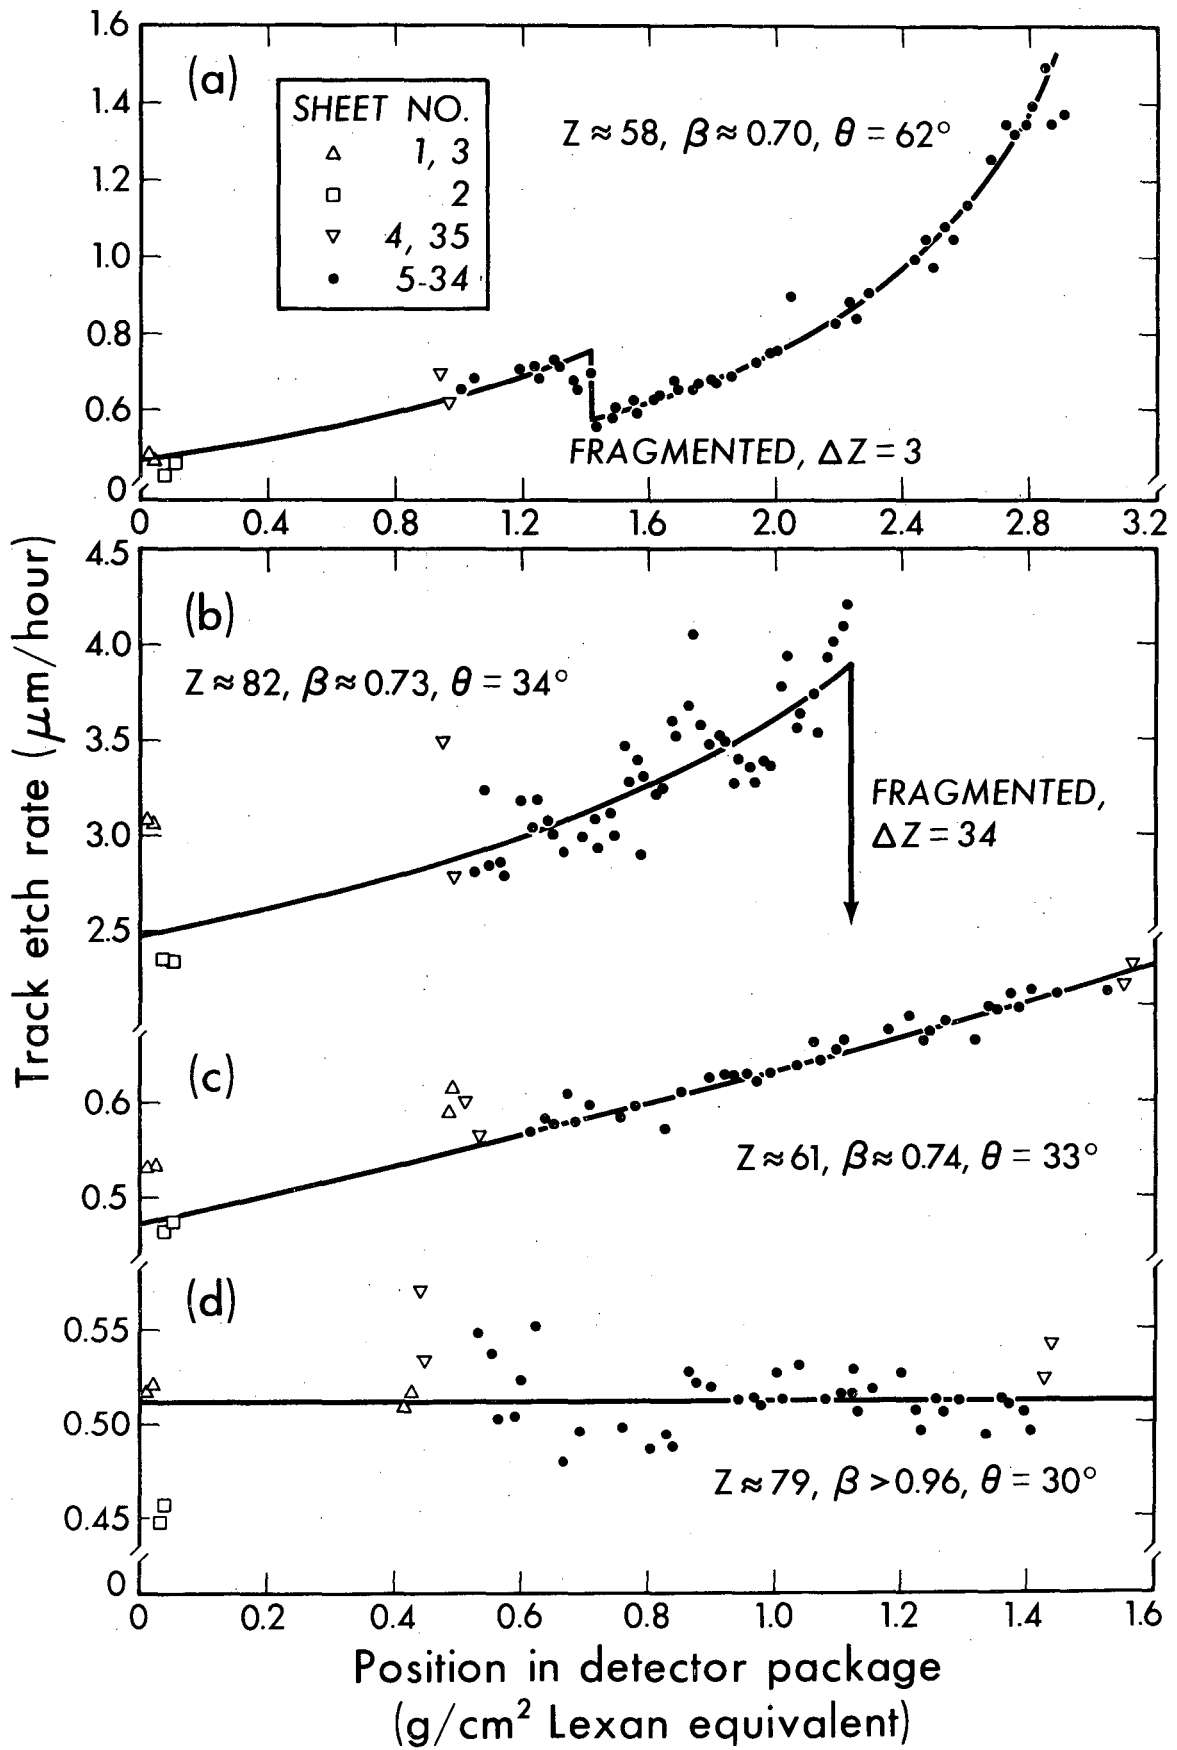 (a)
SHEET NO.
△ 1, 3
□ 2
▽ 4, 35
● 5-34
Z ≈ 58, β ≈ 0.70, θ = 62°
FRAGMENTED, ΔZ = 3
1.6
1.4
1.2
1.0
0.8
0.6
0
0 0.4 0.8 1.2 1.6 2.0 2.4 2.8 3.2
Track etch rate (μm/hour)
4.5
4.0
3.5
3.0
2.5
(b)
Z ≈ 82, β ≈ 0.73, θ = 34°
FRAGMENTED,
ΔZ = 34
(c)
0.6
0.5
Z ≈ 61, β ≈ 0.74, θ = 33°
(d)
0.55
0.50
0.45
0
Z ≈ 79, β > 0.96, θ = 30°
0 0.2 0.4 0.6 0.8 1.0 1.2 1.4 1.6
Position in detector package
(g/cm² Lexan equivalent)